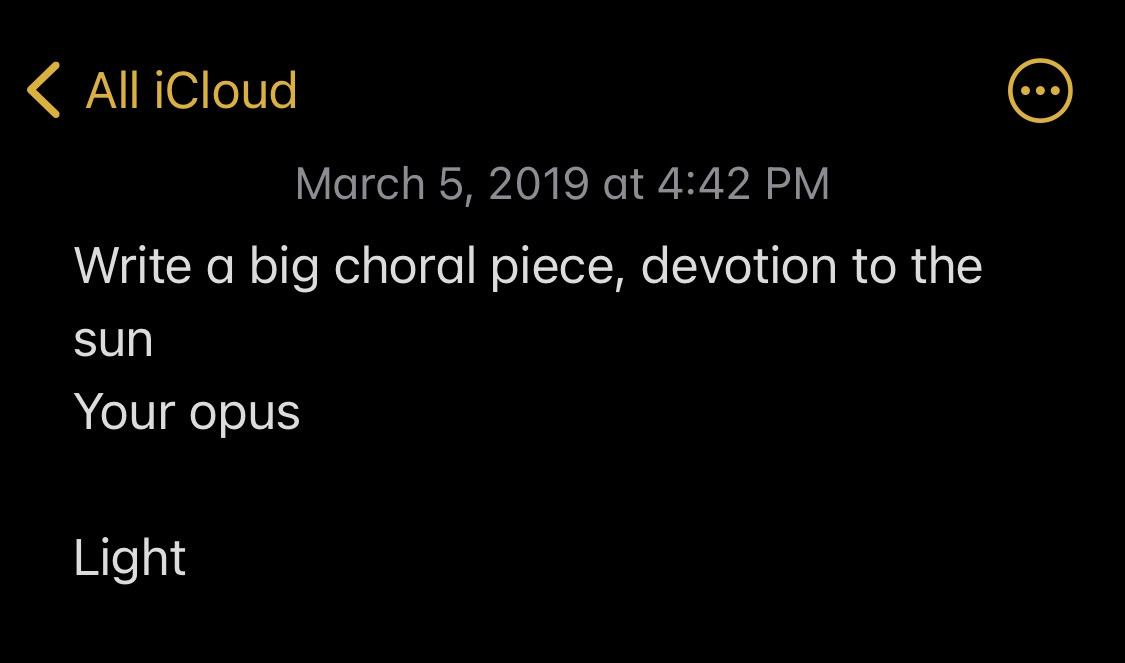 All iCloud
March 5, 2019 at 4:42 PM
Write a big choral piece, devotion to the
sun
Your opus
Light